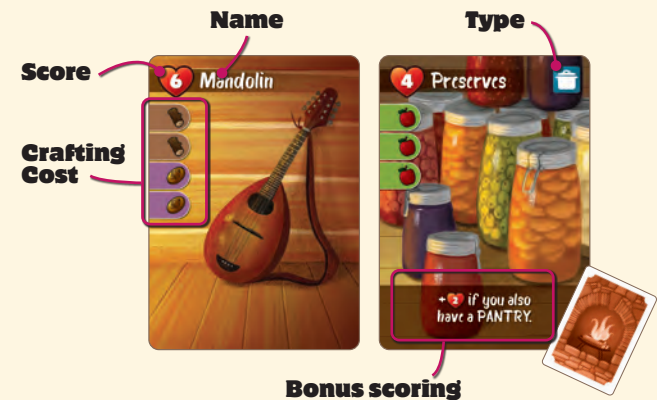 Name
Type
Score
6 Mandolin
4 Preserves
Crafting
Cost
+2 if you also
have a PANTRY.
Bonus scoring